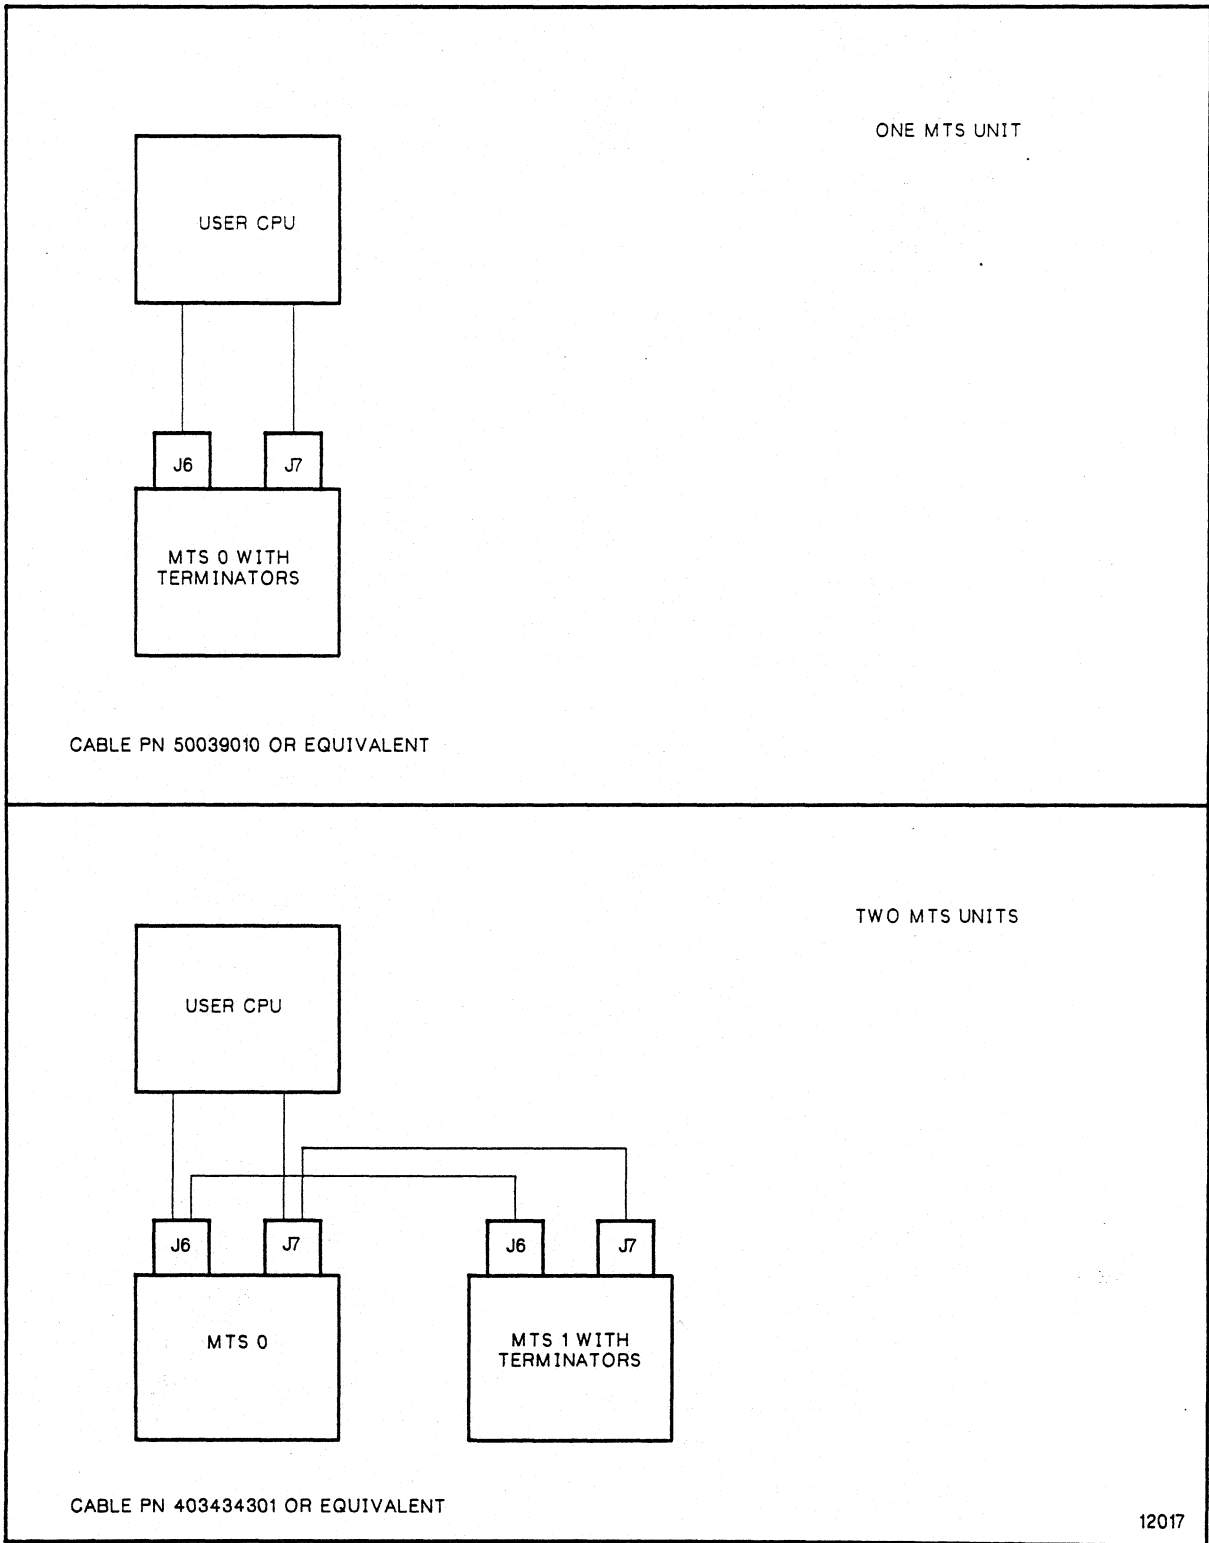 ONE MTS UNIT
USER CPU
J6 J7
MTS 0 WITH
TERMINATORS
CABLE PN 50039010 OR EQUIVALENT
TWO MTS UNITS
USER CPU
J6 J7 J6 J7
MTS 0
MTS 1 WITH
TERMINATORS
CABLE PN 403434301 OR EQUIVALENT
12017